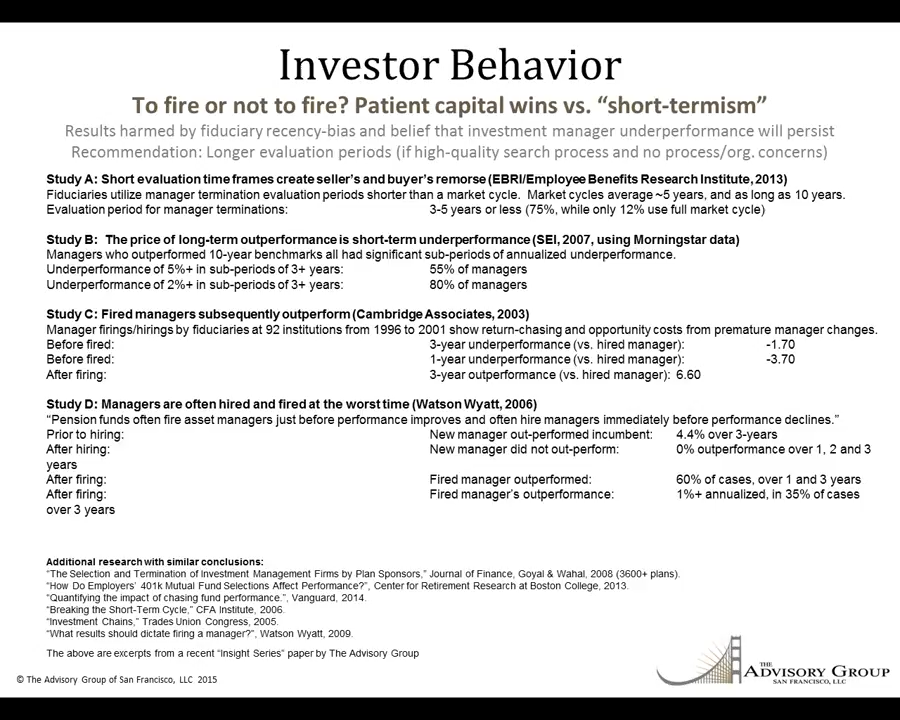 Investor Behavior
To fire or not to fire? Patient capital wins vs. “short-termism”
Results harmed by fiduciary recency-bias and belief that investment manager underperformance will persist
Recommendation: Longer evaluation periods (if high-quality search process and no process/org. concerns)
Study A: Short evaluation time frames create seller’s and buyer’s remorse (EBRI/Employee Benefits Research Institute, 2013)
Fiduciaries utilize manager termination evaluation periods shorter than a market cycle. Market cycles average ~5 years, and as long as 10 years.
Evaluation period for manager terminations: 3-5 years or less (75%, while only 12% use full market cycle)
Study B: The price of long-term outperformance is short-term underperformance (SEI, 2007, using Morningstar data)
Managers who outperformed 10-year benchmarks all had significant sub-periods of annualized underperformance.
Underperformance of 5%+ in sub-periods of 3+ years: 55% of managers
Underperformance of 2%+ in sub-periods of 3+ years: 80% of managers
Study C: Fired managers subsequently outperform (Cambridge Associates, 2003)
Manager firings/hirings by fiduciaries at 92 institutions from 1996 to 2001 show return-chasing and opportunity costs from premature manager changes.
Before fired: 3-year underperformance (vs. hired manager): -1.70
Before fired: 1-year underperformance (vs. hired manager): -3.70
After firing: 3-year outperformance (vs. hired manager): 6.60
Study D: Managers are often hired and fired at the worst time (Watson Wyatt, 2006)
“Pension funds often fire asset managers just before performance improves and often hire managers immediately before performance declines.”
Prior to hiring: New manager out-performed incumbent: 4.4% over 3-years
After hiring: New manager did not out-perform: 0% outperformance over 1, 2 and 3
years
After firing: Fired manager outperformed: 60% of cases, over 1 and 3 years
After firing: Fired manager’s outperformance: 1%+ annualized, in 35% of cases
over 3 years
Additional research with similar conclusions:
“The Selection and Termination of Investment Management Firms by Plan Sponsors,” Journal of Finance, Goyal & Wahal, 2008 (3600+ plans).
“How Do Employers’ 401k Mutual Fund Selections Affect Performance?”, Center for Retirement Research at Boston College, 2013.
“Quantifying the impact of chasing fund performance.”, Vanguard, 2014.
“Breaking the Short-Term Cycle,” CFA Institute, 2006.
“Investment Chains,” Trades Union Congress, 2005.
“What results should dictate firing a manager?”, Watson Wyatt, 2009.
The above are excerpts from a recent “Insight Series” paper by The Advisory Group
© The Advisory Group of San Francisco, LLC 2015
THE ADVISORY GROUP
SAN FRANCISCO, LLC